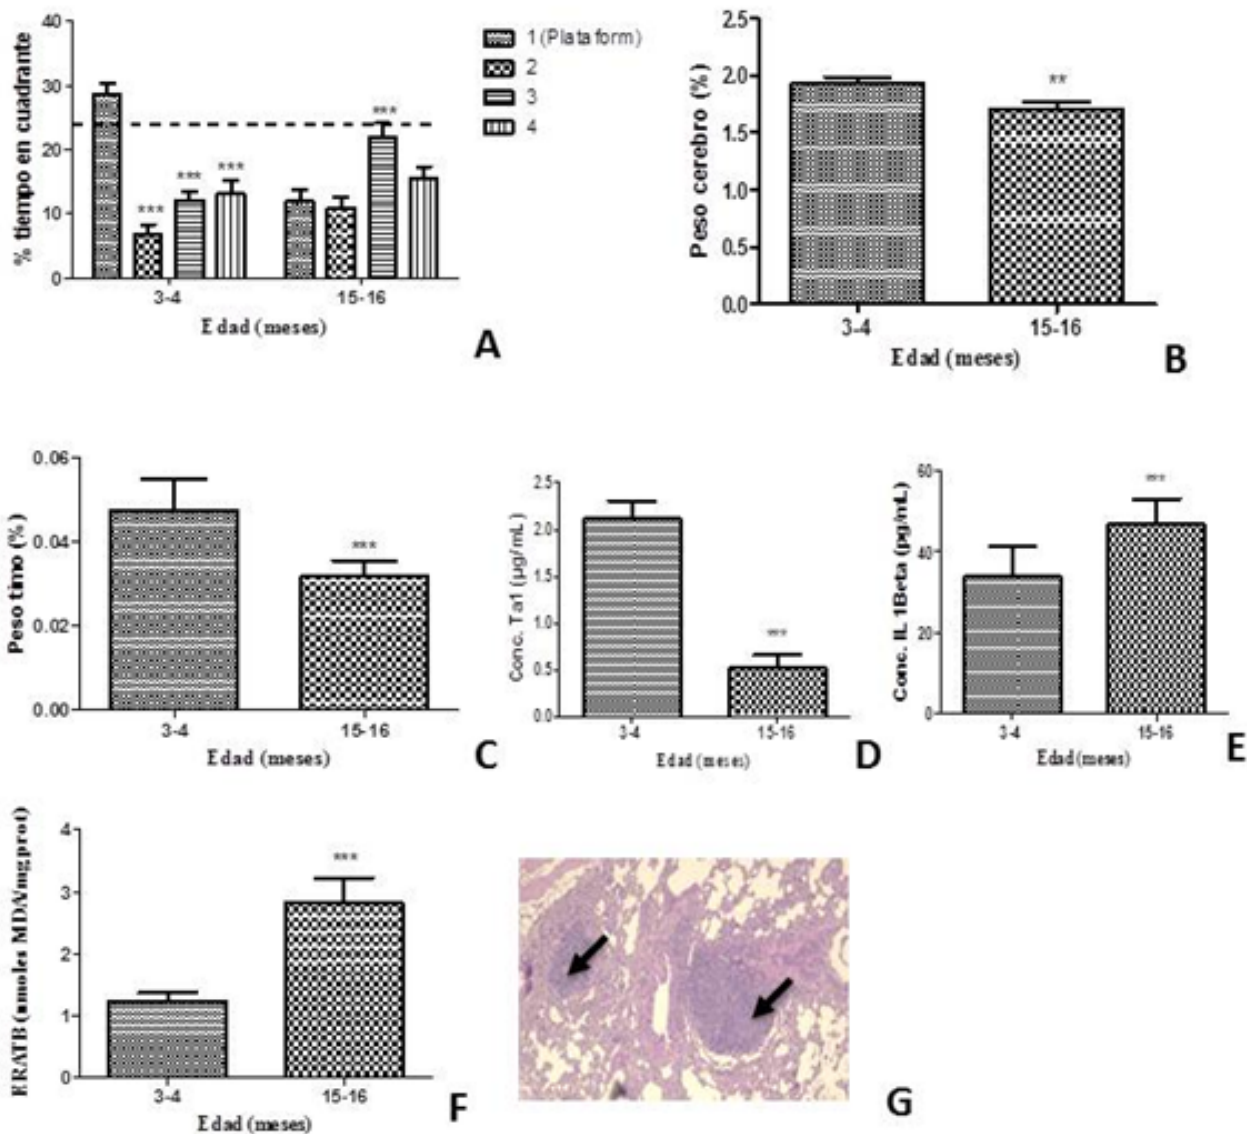 % tiempo en cuadrante
40
30
20
10
0
***
***
***
***
3-4
15-16
Edad (meses)
1 (Plataform)
2
3
4
A
Peso cerebro (%)
2.5
2.0
1.5
1.0
0.5
0.0
**
3-4
15-16
Edad (meses)
B
Peso timo (%)
0.06
0.04
0.02
0.00
***
3-4
15-16
Edad (meses)
C
Conc. Ta1 (µg/mL)
2.5
2.0
1.5
1.0
0.5
0.0
***
3-4
15-16
Edad (meses)
D
Conc. IL 1Beta (pg/mL)
60
40
20
0
***
3-4
15-16
Edad (meses)
E
ERATB (nmoles MDA/mg.prot)
4
3
2
1
0
***
3-4
15-16
Edad (meses)
F
G